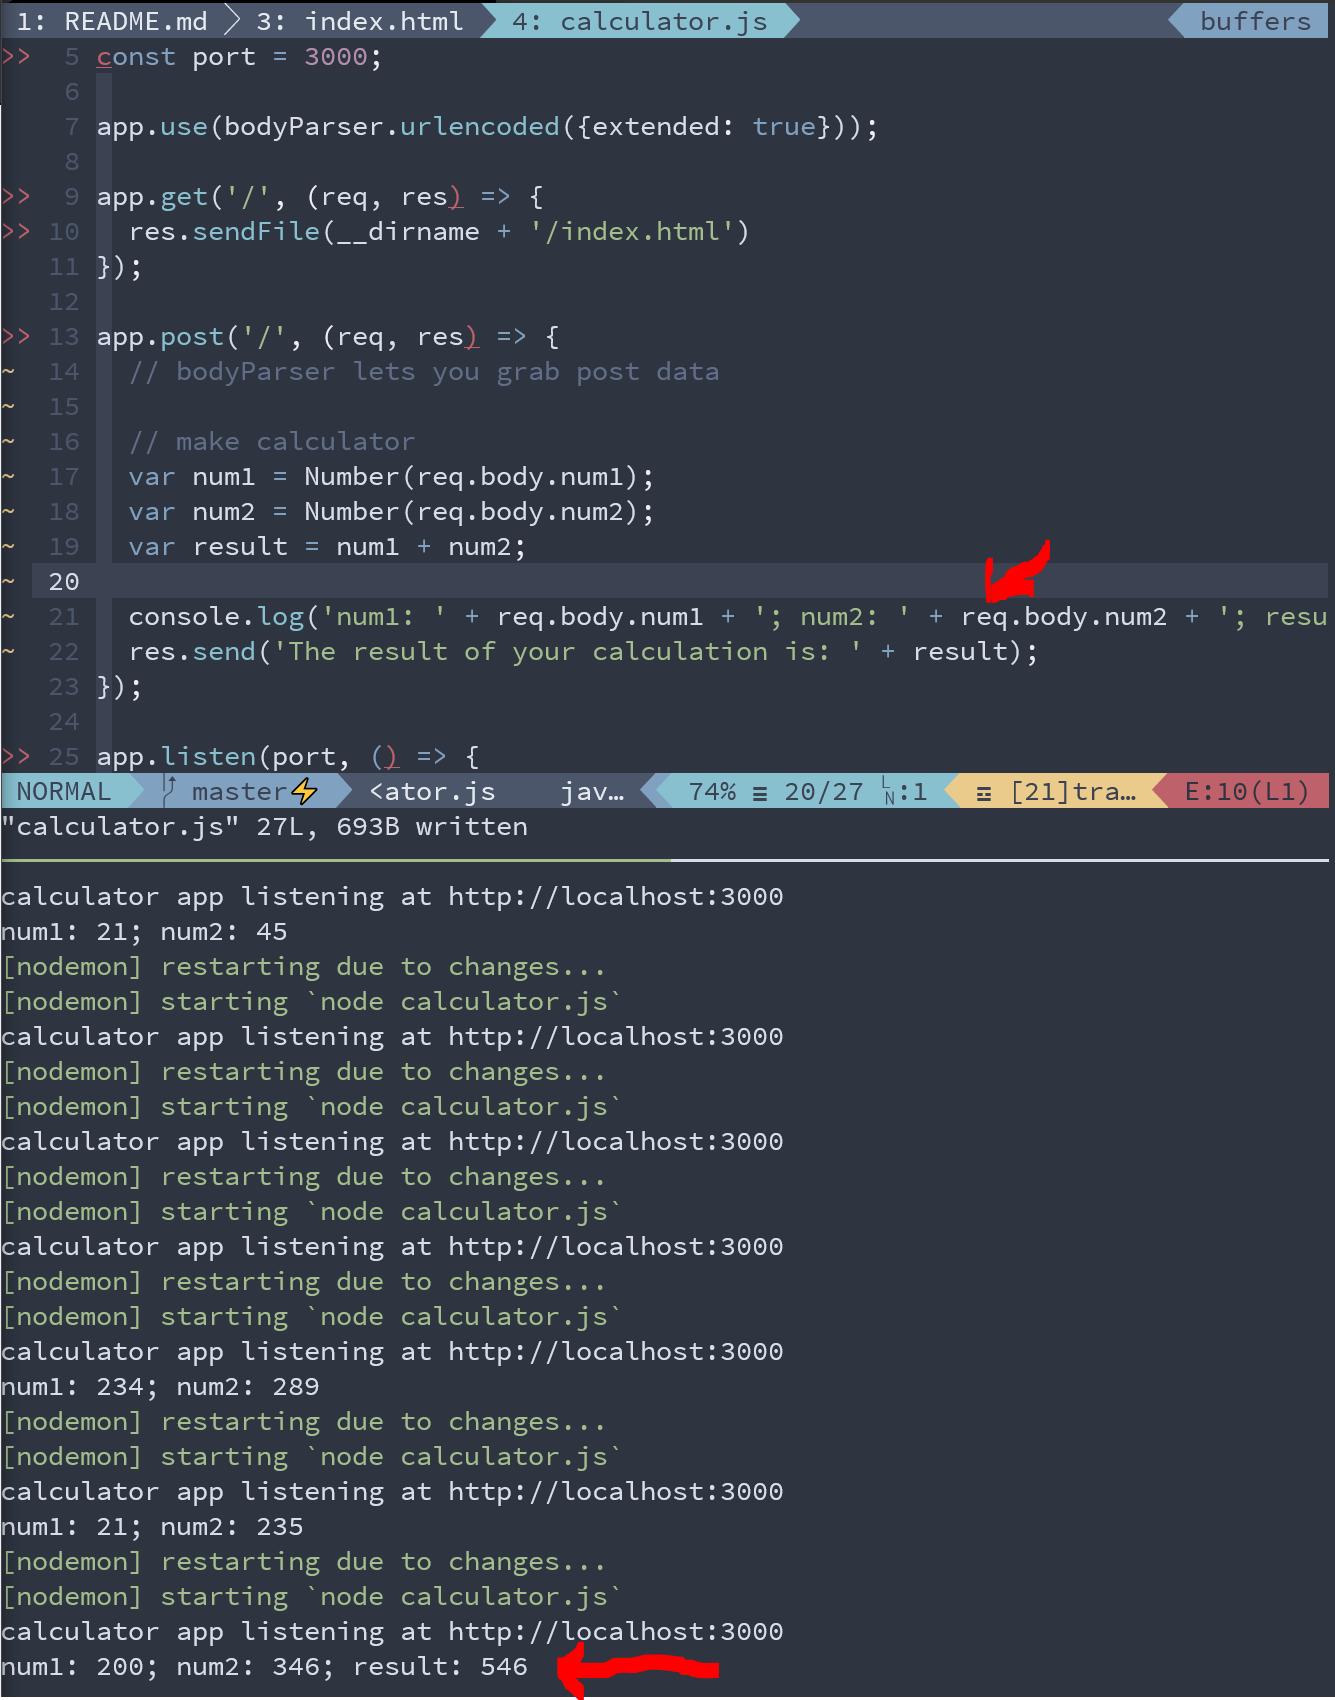 1: README.md 3: index.html 4: calculator.js buffers
>> 5 const port = 3000;
6
7 app.use(bodyParser.urlencoded({extended: true}));
8
>> 9 app.get('/', (req, res) => {
>> 10 res.sendFile(__dirname + '/index.html')
11 });
12
>> 13 app.post('/', (req, res) => {
~ 14 // bodyParser lets you grab post data
~ 15
~ 16 // make calculator
~ 17 var num1 = Number(req.body.num1);
~ 18 var num2 = Number(req.body.num2);
~ 19 var result = num1 + num2;
~ 20
~ 21 console.log('num1: ' + req.body.num1 + '; num2: ' + req.body.num2 + '; resu
~ 22 res.send('The result of your calculation is: ' + result);
23 });
24
>> 25 app.listen(port, () => {
NORMAL master⚡ <ator.js jav… 74% ≡ 20/27 LN:1 ☲ [21]tra… E:10(L1)
"calculator.js" 27L, 693B written
calculator app listening at http://localhost:3000
num1: 21; num2: 45
[nodemon] restarting due to changes...
[nodemon] starting `node calculator.js`
calculator app listening at http://localhost:3000
[nodemon] restarting due to changes...
[nodemon] starting `node calculator.js`
calculator app listening at http://localhost:3000
[nodemon] restarting due to changes...
[nodemon] starting `node calculator.js`
calculator app listening at http://localhost:3000
[nodemon] restarting due to changes...
[nodemon] starting `node calculator.js`
calculator app listening at http://localhost:3000
num1: 234; num2: 289
[nodemon] restarting due to changes...
[nodemon] starting `node calculator.js`
calculator app listening at http://localhost:3000
num1: 21; num2: 235
[nodemon] restarting due to changes...
[nodemon] starting `node calculator.js`
calculator app listening at http://localhost:3000
num1: 200; num2: 346; result: 546